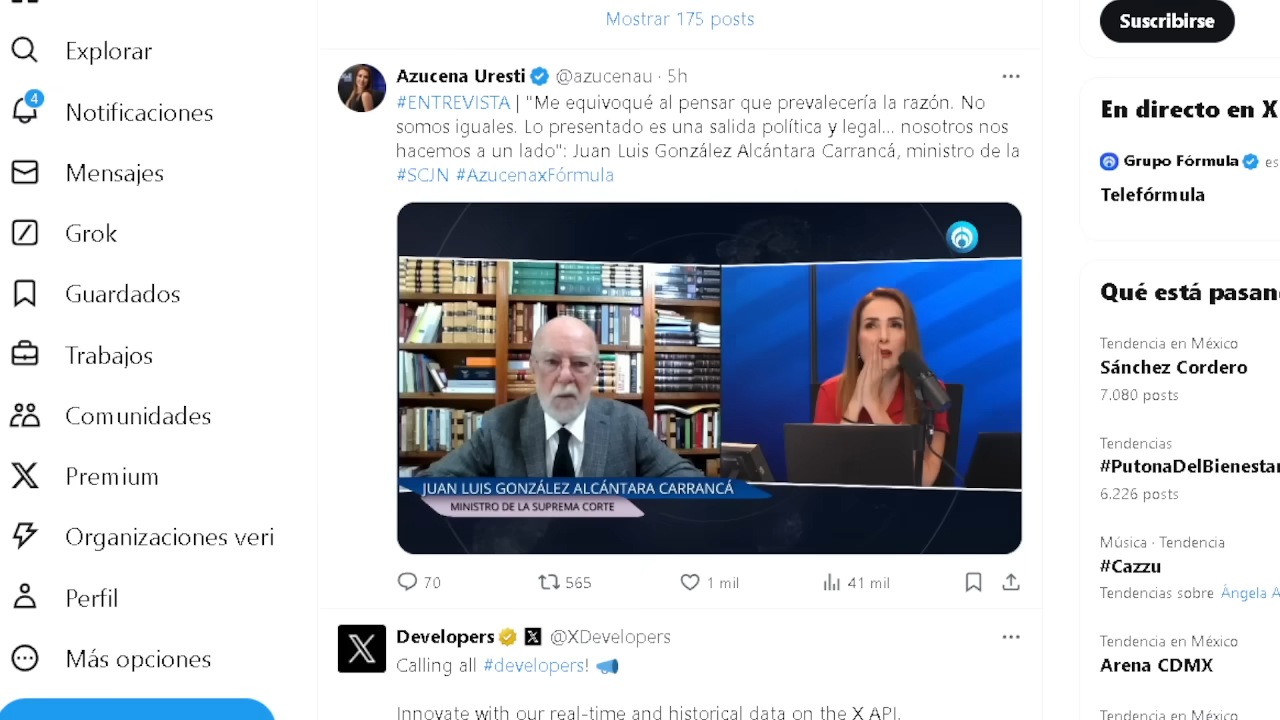 Mostrar 175 posts
Suscribirse
Explorar
4
Notificaciones
Mensajes
Grok
Guardados
Trabajos
Comunidades
Premium
Organizaciones veri
Perfil
Más opciones
Azucena Uresti @azucenau · 5h
#ENTREVISTA | "Me equivoqué al pensar que prevalecería la razón. No
somos iguales. Lo presentado es una salida política y legal... nosotros nos
hacemos a un lado": Juan Luis González Alcántara Carrancá, ministro de la
#SCJN #AzucenaxFórmula
JUAN LUIS GONZÁLEZ ALCÁNTARA CARRANCÁ
MINISTRO DE LA SUPREMA CORTE
70 565 1 mil 41 mil
Developers @XDevelopers
Calling all #developers!
Innovate with our real-time and historical data on the X API.
En directo en X
Grupo Fórmula es
Telefórmula
Qué está pasan
Tendencia en México
Sánchez Cordero
7.080 posts
Tendencias
#PutonaDelBienestar
6.226 posts
Música · Tendencia
#Cazzu
Tendencias sobre Ángela A
Tendencia en México
Arena CDMX
Tendencia en México